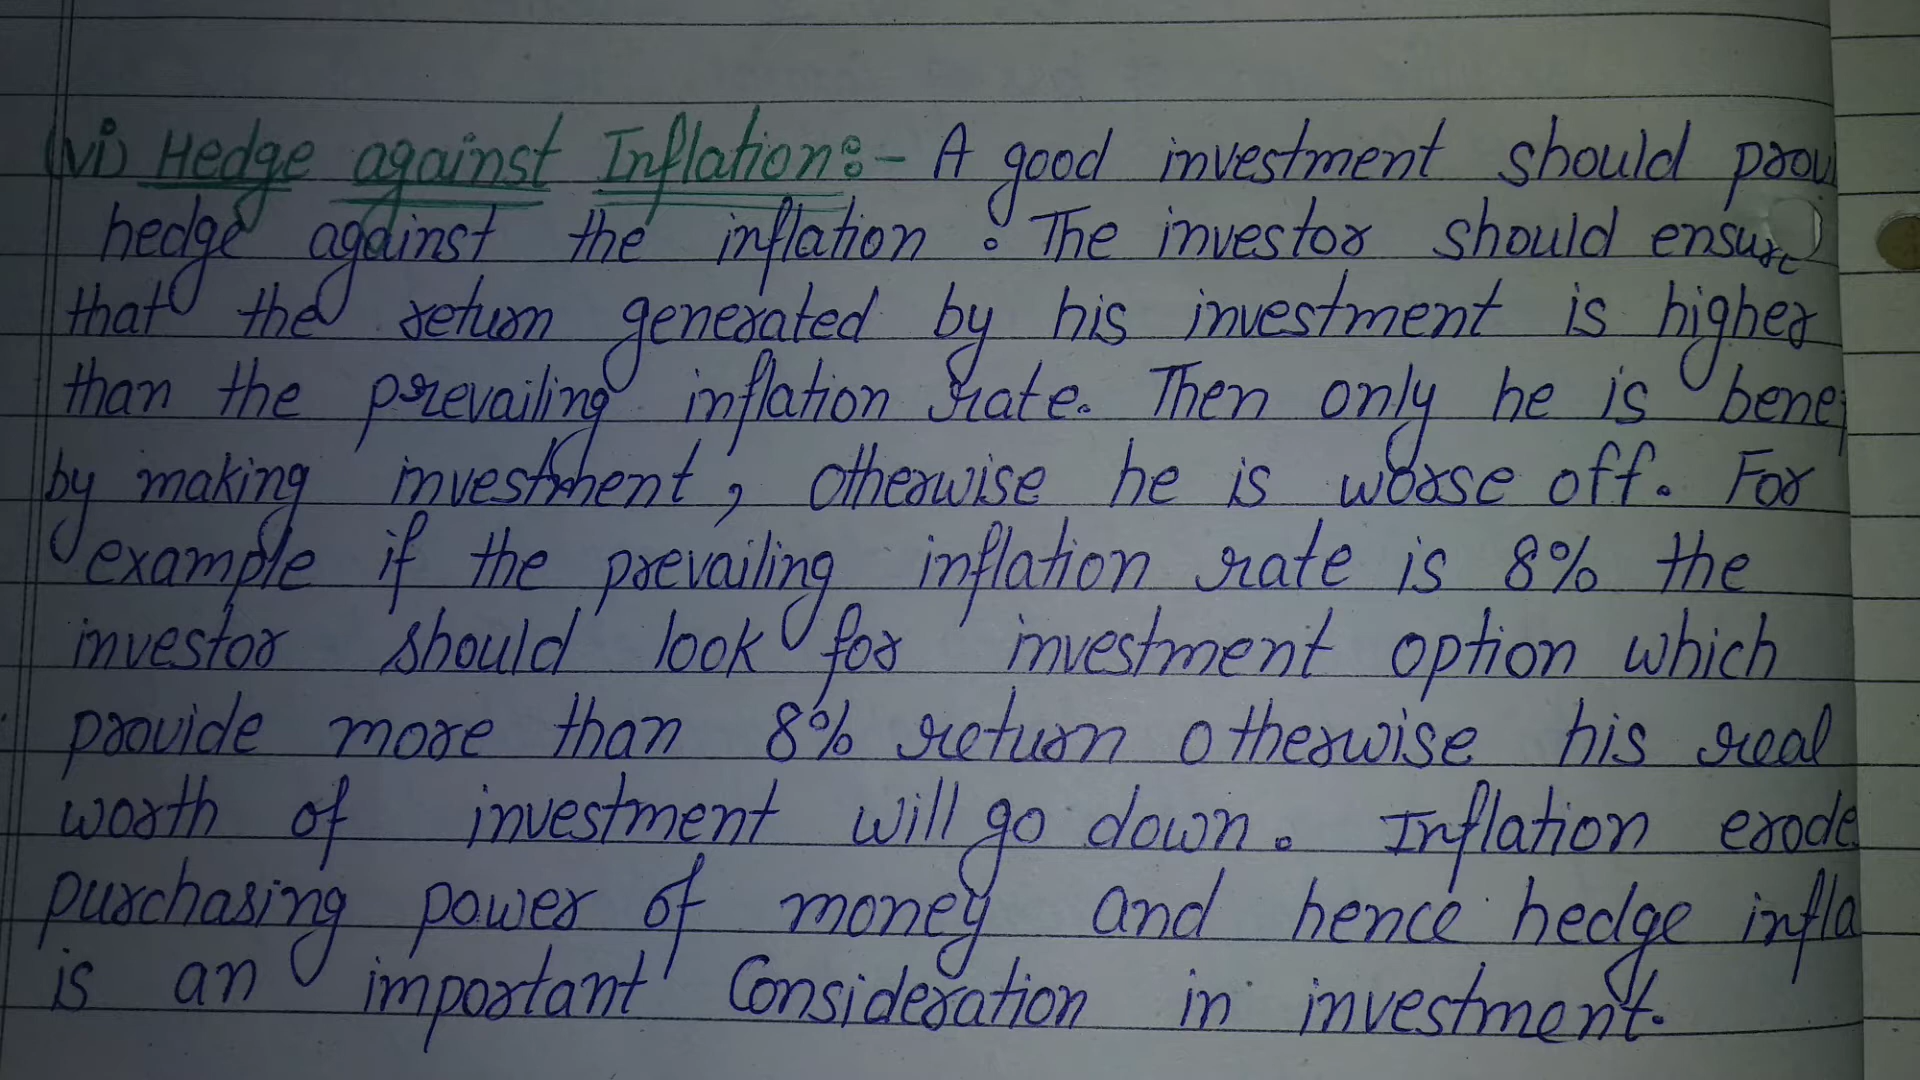 (vi) Hedge against Inflation:- A good investment should prov
hedge against the inflation. The investor should ensure
that the return generated by his investment is higher
than the prevailing inflation rate. Then only he is bene
by making investment, otherwise he is worse off. For
example if the prevailing inflation rate is 8% the
investor should look for investment option which
provide more than 8% return otherwise his real
worth of investment will go down. Inflation erode
purchasing power of money and hence hedge infla
is an important Consideration in investment.